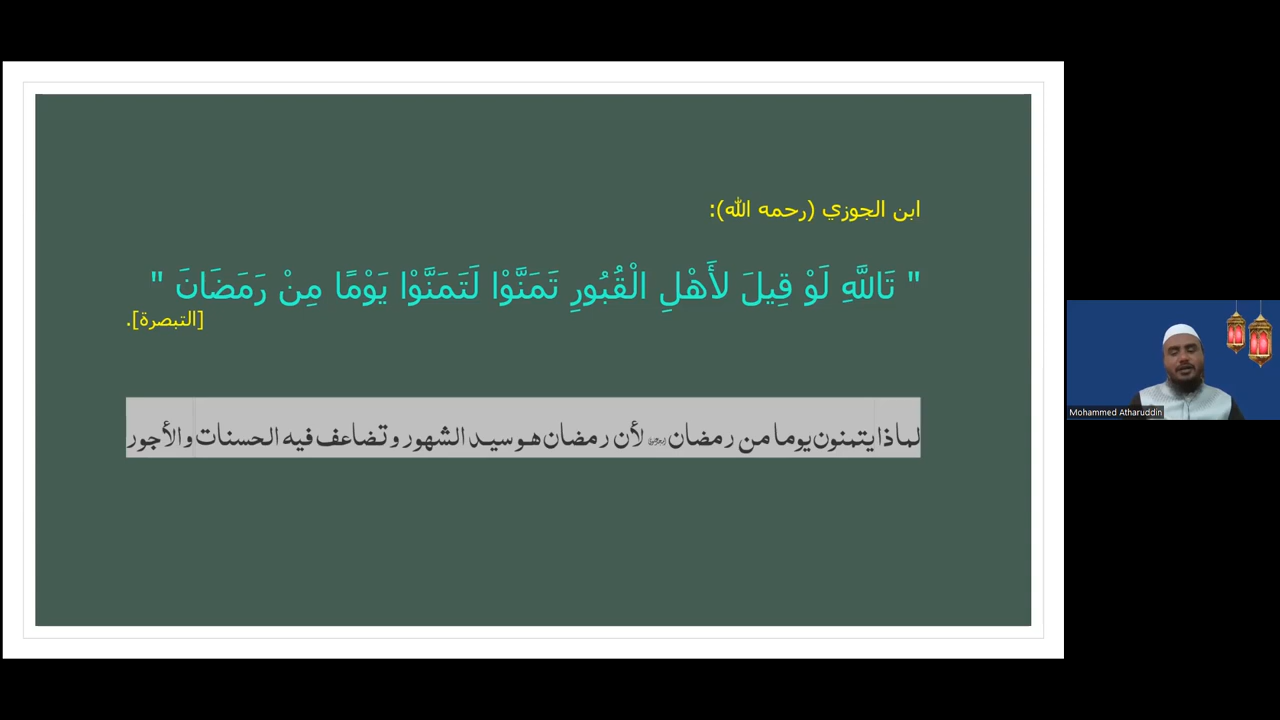 ابن الجوزي (رحمه الله):
" تَاللَّهِ لَوْ قِيلَ لأَهْلِ الْقُبُورِ تَمَنَّوْا لَتَمَنَّوْا يَوْمًا مِنْ رَمَضَانَ "
[التبصرة].
لماذا يتمنون يوما من رمضان لأن رمضان هو سيد الشهور وتضاعف فيه الحسنات والأجور
Mohammed Atharuddin